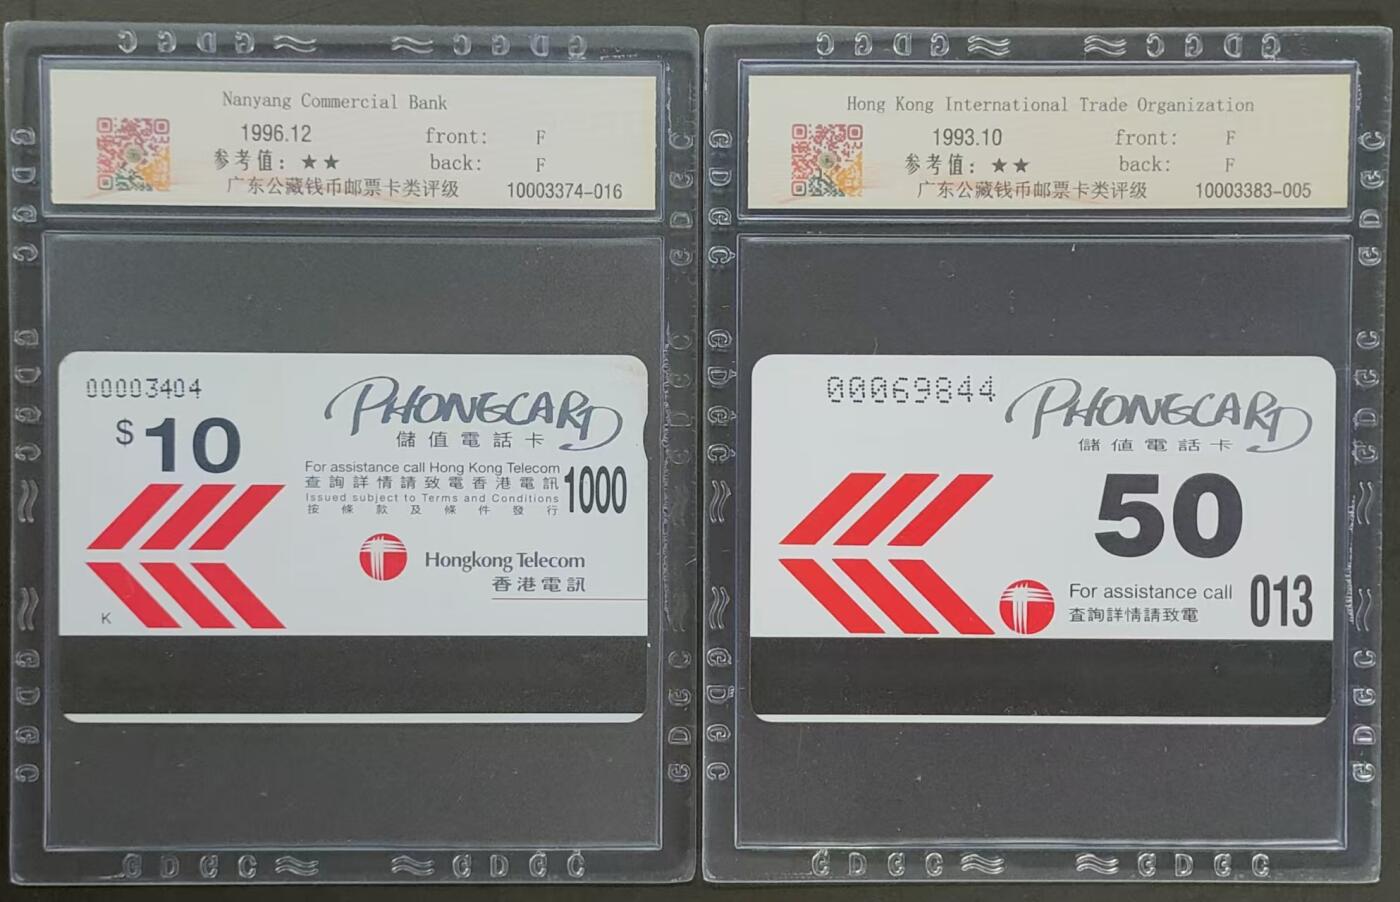 Nanyang Commercial Bank
1996.12
front: F
参考值: ★★
back: F
广东公藏钱币邮票卡类评级
10003374-016
00003404
$10
PHONECARD
儲值電話卡
For assistance call Hong Kong Telecom
查詢詳情請致電香港電訊
Issued subject to Terms and Conditions
按條款及條件發行
1000
Hongkong Telecom
香港電訊
K
Hong Kong International Trade Organization
1993.10
front: F
参考值: ★★
back: F
广东公藏钱币邮票卡类评级
10003383-005
00069844
PHONECARD
儲值電話卡
50
For assistance call
查詢詳情請致電
013